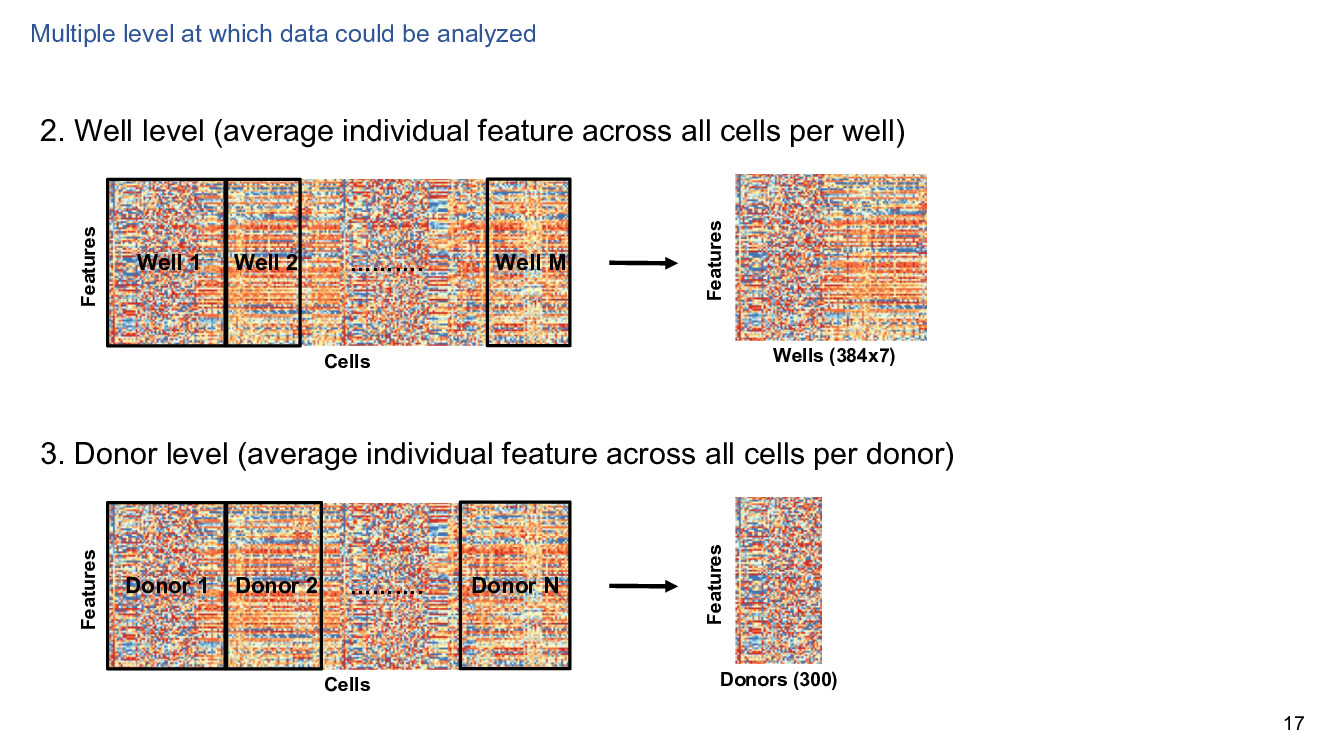 Multiple level at which data could be analyzed
2. Well level (average individual feature across all cells per well)
Features
Well 1
Well 2
..........
Well M
Cells
Features
Wells (384x7)
3. Donor level (average individual feature across all cells per donor)
Features
Donor 1
Donor 2
..........
Donor N
Cells
Features
Donors (300)
17